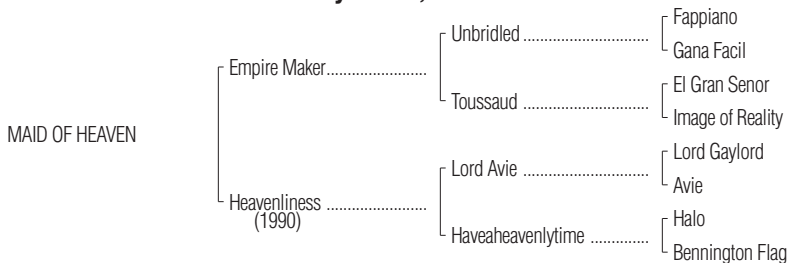 Fappiano
Unbridled ..................................
Gana Facil
Empire Maker...........................
El Gran Senor
Toussaud ..................................
Image of Reality
MAID OF HEAVEN
Lord Gaylord
Lord Avie ..................................
Avie
Heavenliness ...........................
(1990)
Halo
Haveaheavenlytime ...............
Bennington Flag